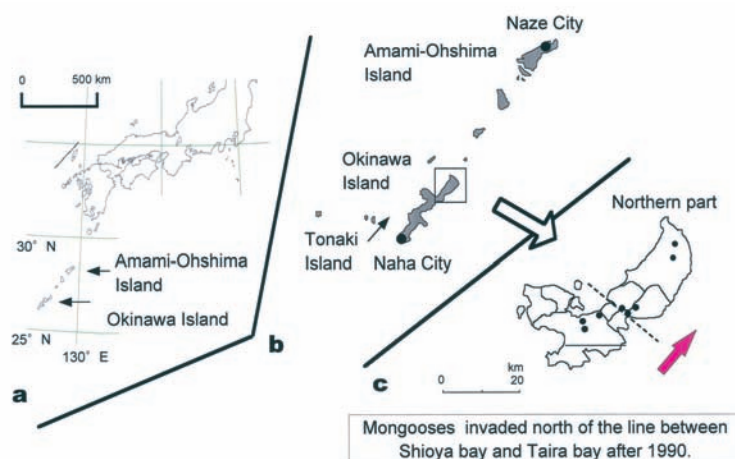 0 500 km
30° N
Amami-Ohshima
Island
Okinawa Island
25° N
130° E
a
Naze City
Amami-Ohshima
Island
Okinawa
Island
Tonaki
Island
Naha City
b
Northern part
km
0 20
c
Mongooses invaded north of the line between
Shioya bay and Taira bay after 1990.